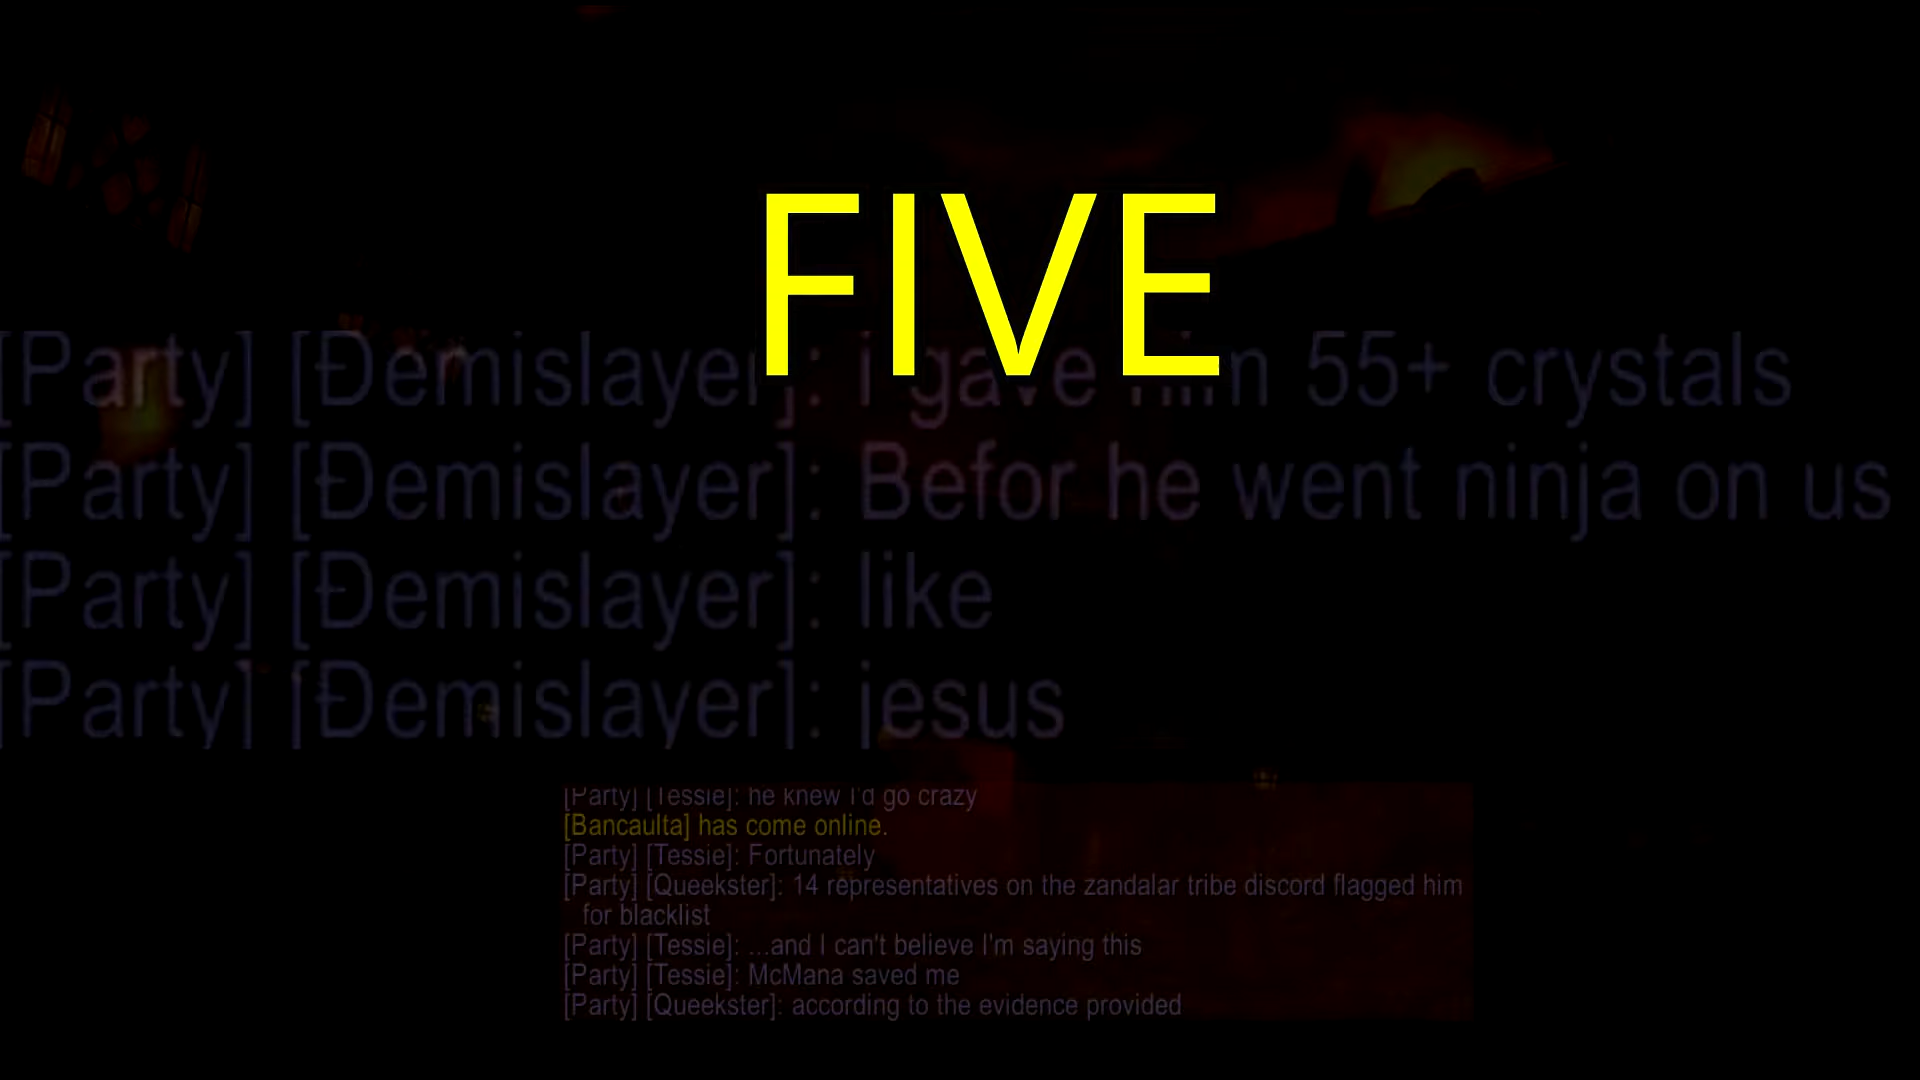 FIVE
[Party] [Đemislayer]: i gave him 55+ crystals
[Party] [Đemislayer]: Befor he went ninja on us
[Party] [Đemislayer]: like
[Party] [Đemislayer]: jesus
[Party] [Tessie]: he knew I'd go crazy
[Bancaulta] has come online.
[Party] [Tessie]: Fortunately
[Party] [Queekster]: 14 representatives on the zandalar tribe discord flagged him
for blacklist
[Party] [Tessie]: ...and I can't believe I'm saying this
[Party] [Tessie]: McMana saved me
[Party] [Queekster]: according to the evidence provided